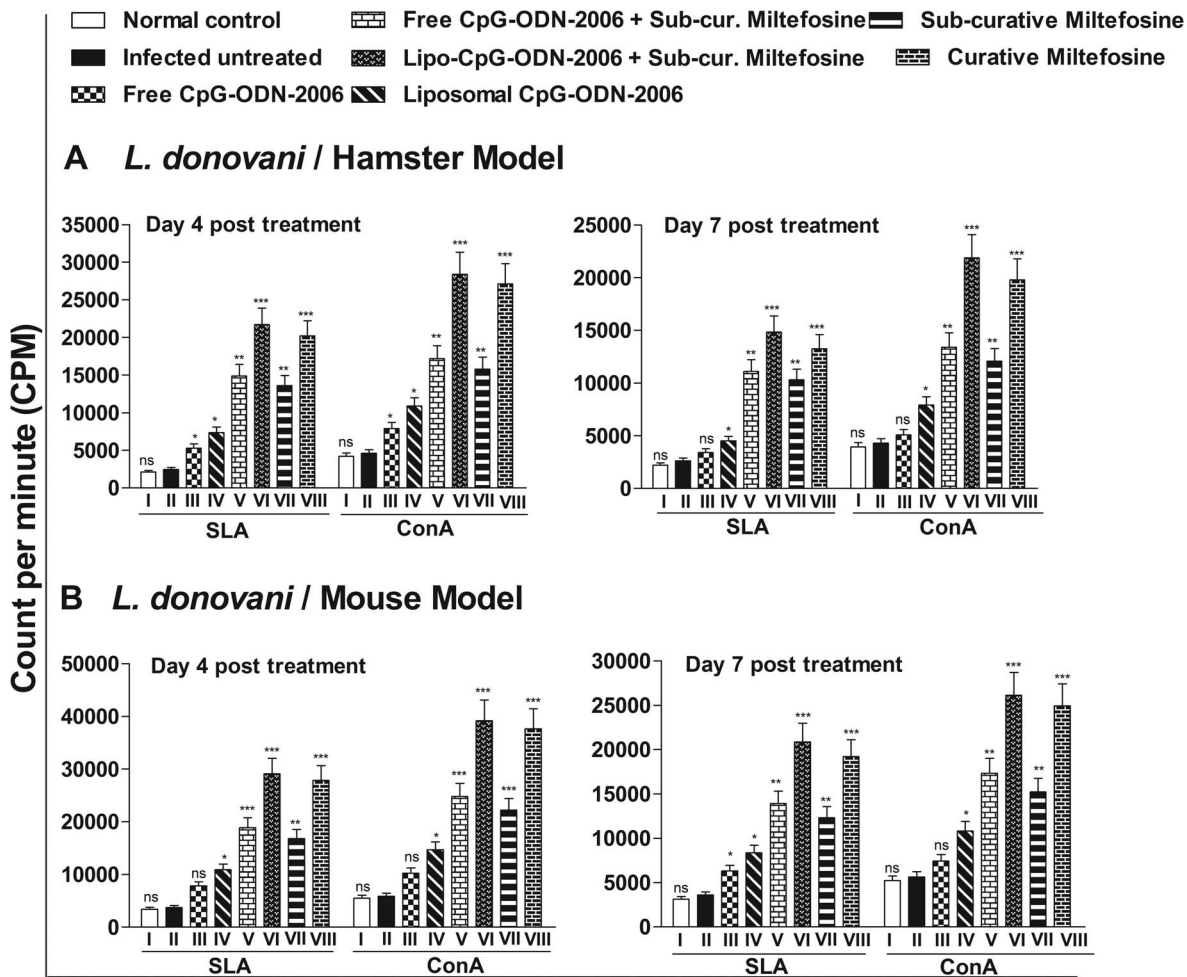 Normal control Free CpG-ODN-2006 + Sub-cur. Miltefosine Sub-curative Miltefosine
Infected untreated Lipo-CpG-ODN-2006 + Sub-cur. Miltefosine Curative Miltefosine
Free CpG-ODN-2006 Liposomal CpG-ODN-2006
A L. donovani / Hammster Model
Count per minute (CPM)
Day 4 post treatment
35000
30000
25000
20000
15000
10000
5000
0
ns * * ** *** ** ***
* * ** *** ** ***
I II III IV V VI VII VIII I II III IV V VI VII VIII
SLA ConA
Day 7 post treatment
25000
20000
15000
10000
5000
0
ns ns * ** *** ** ***
ns ns * ** *** ** ***
I II III IV V VI VII VIII I II III IV V VI VII VIII
SLA ConA
B L. donovani / Mouse Model
Day 4 post treatment
50000
40000
30000
20000
10000
0
ns ns * *** *** ** ***
ns ns * *** *** *** ***
I II III IV V VI VII VIII I II III IV V VI VII VIII
SLA ConA
Day 7 post treatment
30000
25000
20000
15000
10000
5000
0
ns * * ** *** ** ***
ns ns * ** *** ** ***
I II III IV V VI VII VIII I II III IV V VI VII VIII
SLA ConA